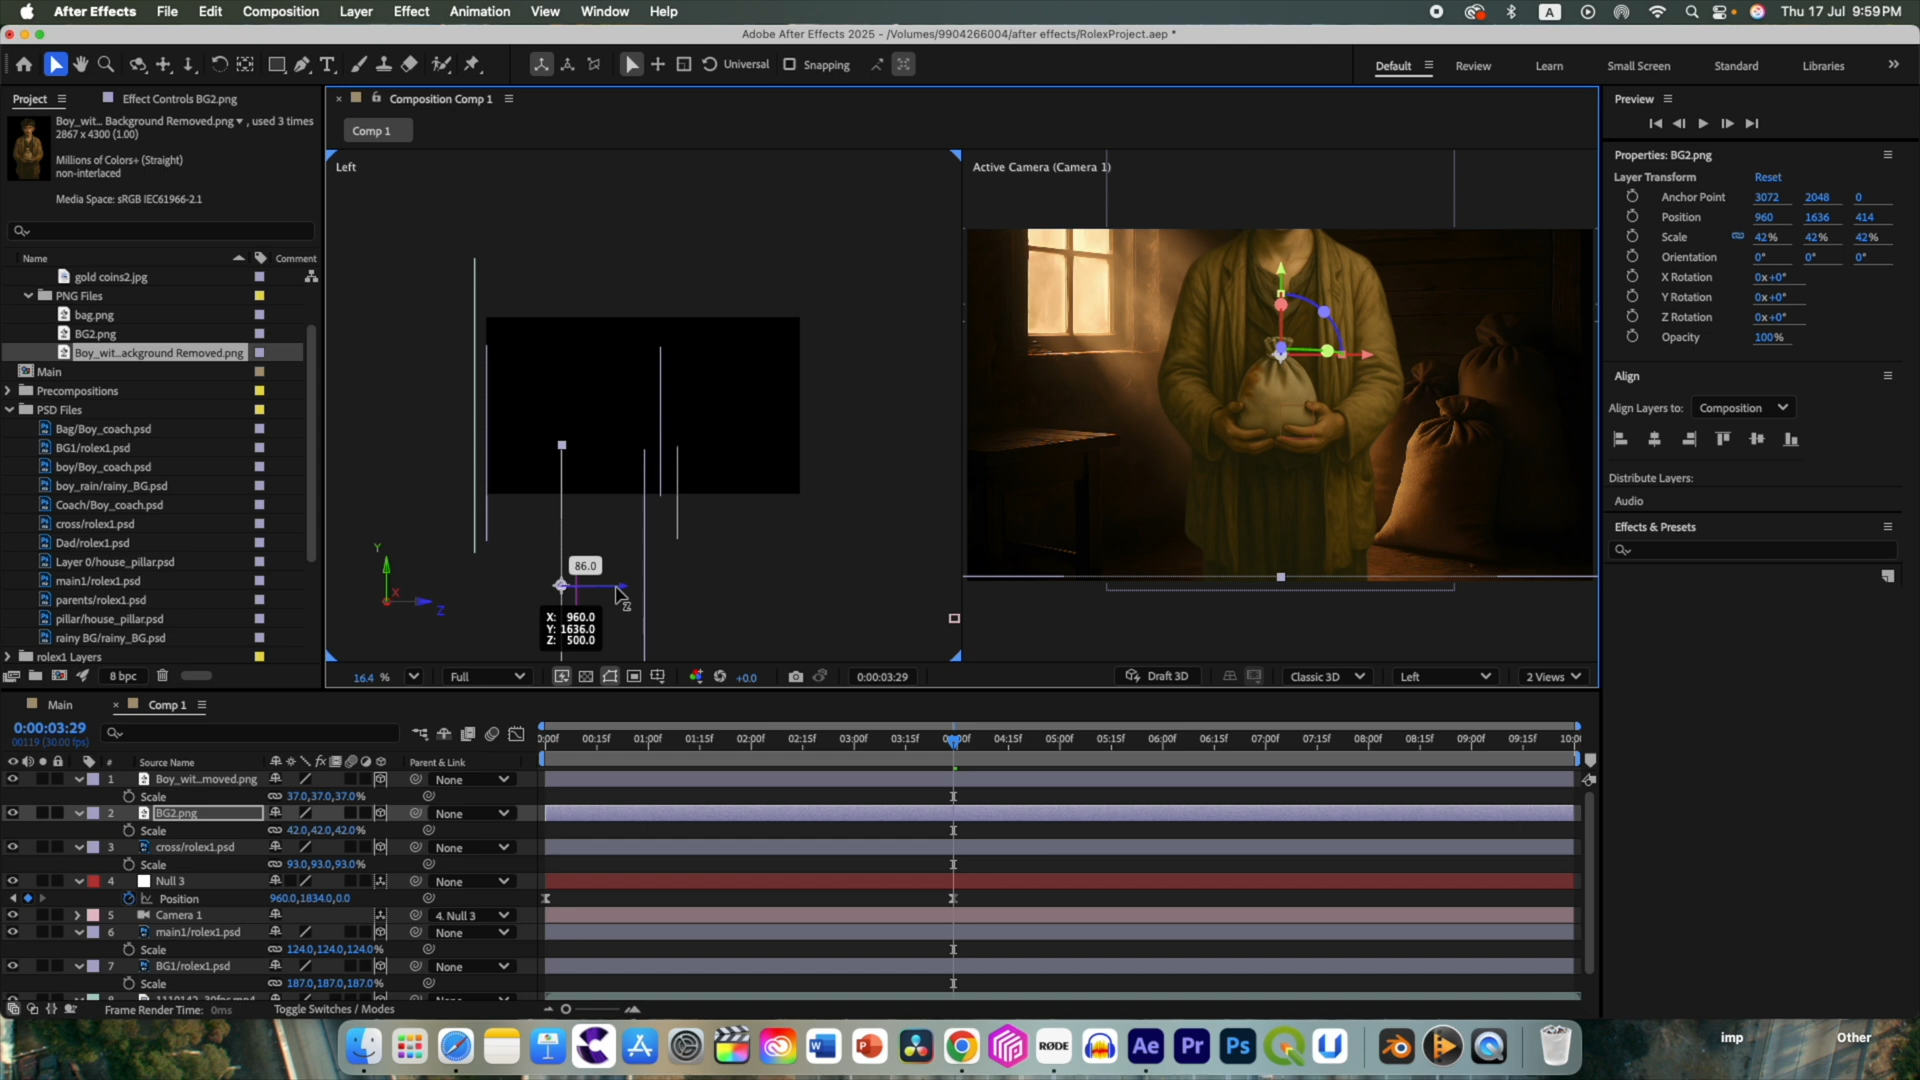 After Effects File Edit Composition Layer Effect Animation View Window Help A Thu 17 Jul 9:59PM
Adobe After Effects 2025 - /Volumes/9904266004/after effects/RolexProject.aep *
Universal Snapping Default Review Learn Small Screen Standard Libraries
Project Effect Controls BG2.png
Boy_wit... Background Removed.png , used 3 times
2867 x 4300 (1.00)
Millions of Colors+ (Straight)
non-interlaced
Media Space: sRGB IEC61966-2.1
Name Comment
gold coins2.jpg
PNG Files
bag.png
BG2.png
Boy_wit...ackground Removed.png
Main
Precompositions
PSD Files
Bag/Boy_coach.psd
BG1/rolex1.psd
boy/Boy_coach.psd
boy_rain/rainy_BG.psd
Coach/Boy_coach.psd
cross/rolex1.psd
Dad/rolex1.psd
Layer 0/house_pillar.psd
main1/rolex1.psd
parents/rolex1.psd
pillar/house_pillar.psd
rainy BG/rainy_BG.psd
rolex1 Layers
8 bpc
Composition Comp 1
Comp 1
Left
Active Camera (Camera 1)
86.0
X: 960.0
Y: 1636.0
Z: 500.0
Y
X
Z
Z
16.4 % Full +0.0 0:00:03:29 Draft 3D Classic 3D Left 2 Views
Preview
Properties: BG2.png
Layer Transform Reset
Anchor Point 3072 2048 0
Position 960 1636 414
Scale 42% 42% 42%
Orientation 0° 0° 0°
X Rotation 0x+0°
Y Rotation 0x+0°
Z Rotation 0x+0°
Opacity 100%
Align
Align Layers to: Composition
Distribute Layers:
Audio
Effects & Presets
Main Comp 1
0:00:03:29
00119 (30.00 fps)
00:15f 01:00f 01:15f 02:00f 02:15f 03:00f 03:15f 04:15f 05:00f 05:15f 06:00f 06:15f 07:00f 07:15f 08:00f 08:15f 09:00f 09:15f
# Source Name fx Parent & Link
1 Boy_wit...moved.png None
Scale 37.0,37.0,37.0%
2 BG2.png None
Scale 42.0,42.0,42.0%
3 cross/rolex1.psd None
Scale 93.0,93.0,93.0%
4 Null 3 None
Position 960.0,1834.0,0.0
5 Camera 1 4. Null 3
6 main1/rolex1.psd None
Scale 124.0,124.0,124.0%
7 BG1/rolex1.psd None
Scale 187.0,187.0,187.0%
Frame Render Time: 0ms Toggle Switches / Modes
RØDE Ae Pr Ps
imp Other